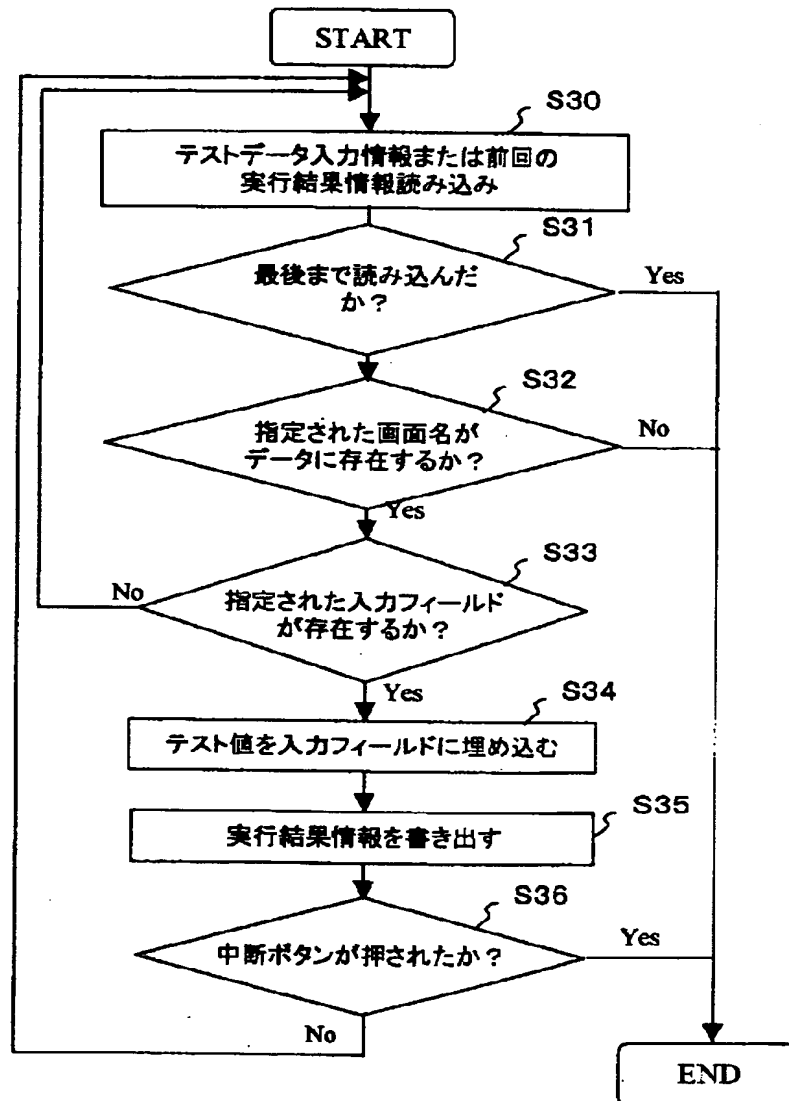 START
S30
テストデータ入力情報または前回の
実行結果情報読み込み
S31
最後まで読み込んだ
か？
Yes
S32
指定された画面名が
データに存在するか？
No
Yes
S33
No
指定された入力フィールド
が存在するか？
Yes
S34
テスト値を入力フィールドに埋め込む
S35
実行結果情報を書き出す
S36
中断ボタンが押されたか？
Yes
No
END